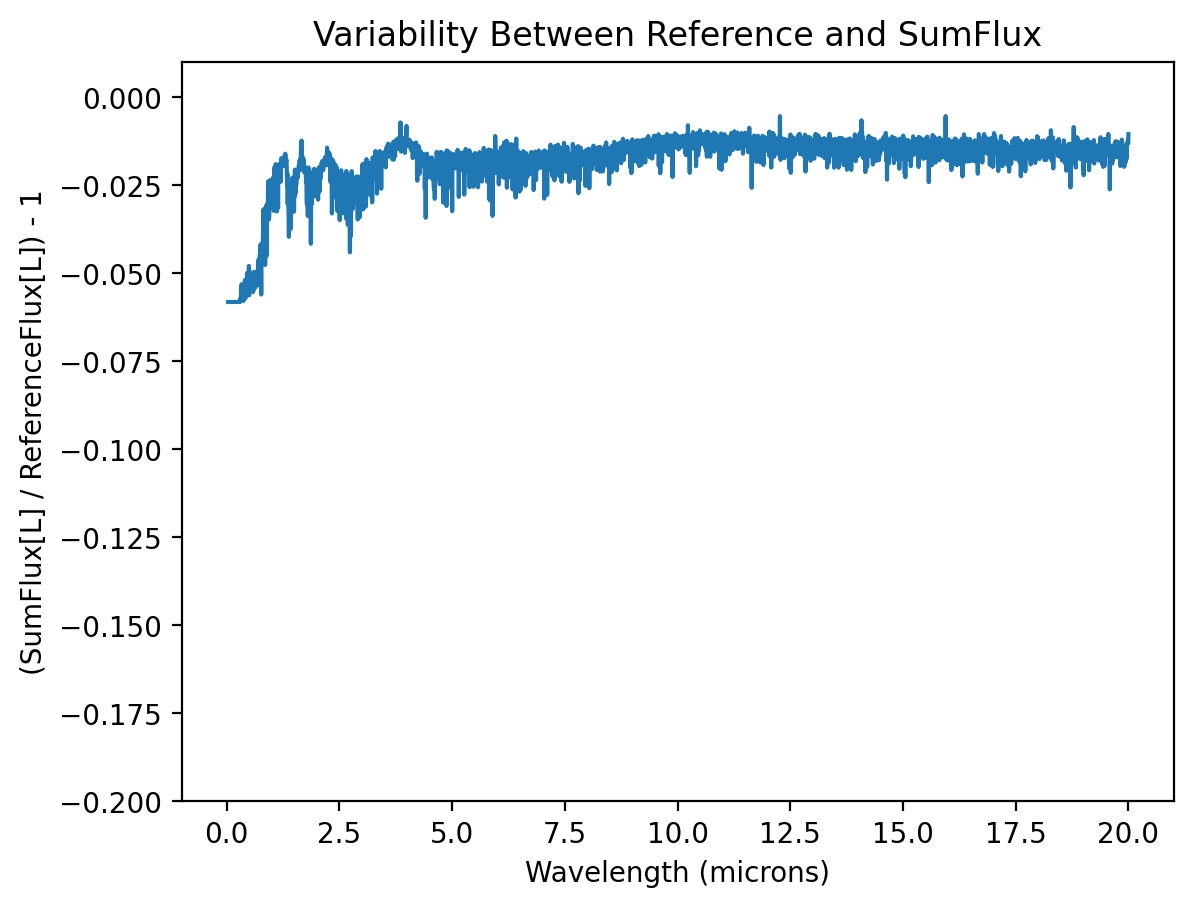 Variability Between Reference and SumFlux
(SumFlux[L] / ReferenceFlux[L]) - 1
0.000
−0.025
−0.050
−0.075
−0.100
−0.125
−0.150
−0.175
−0.200
0.0 2.5 5.0 7.5 10.0 12.5 15.0 17.5 20.0
Wavelength (microns)